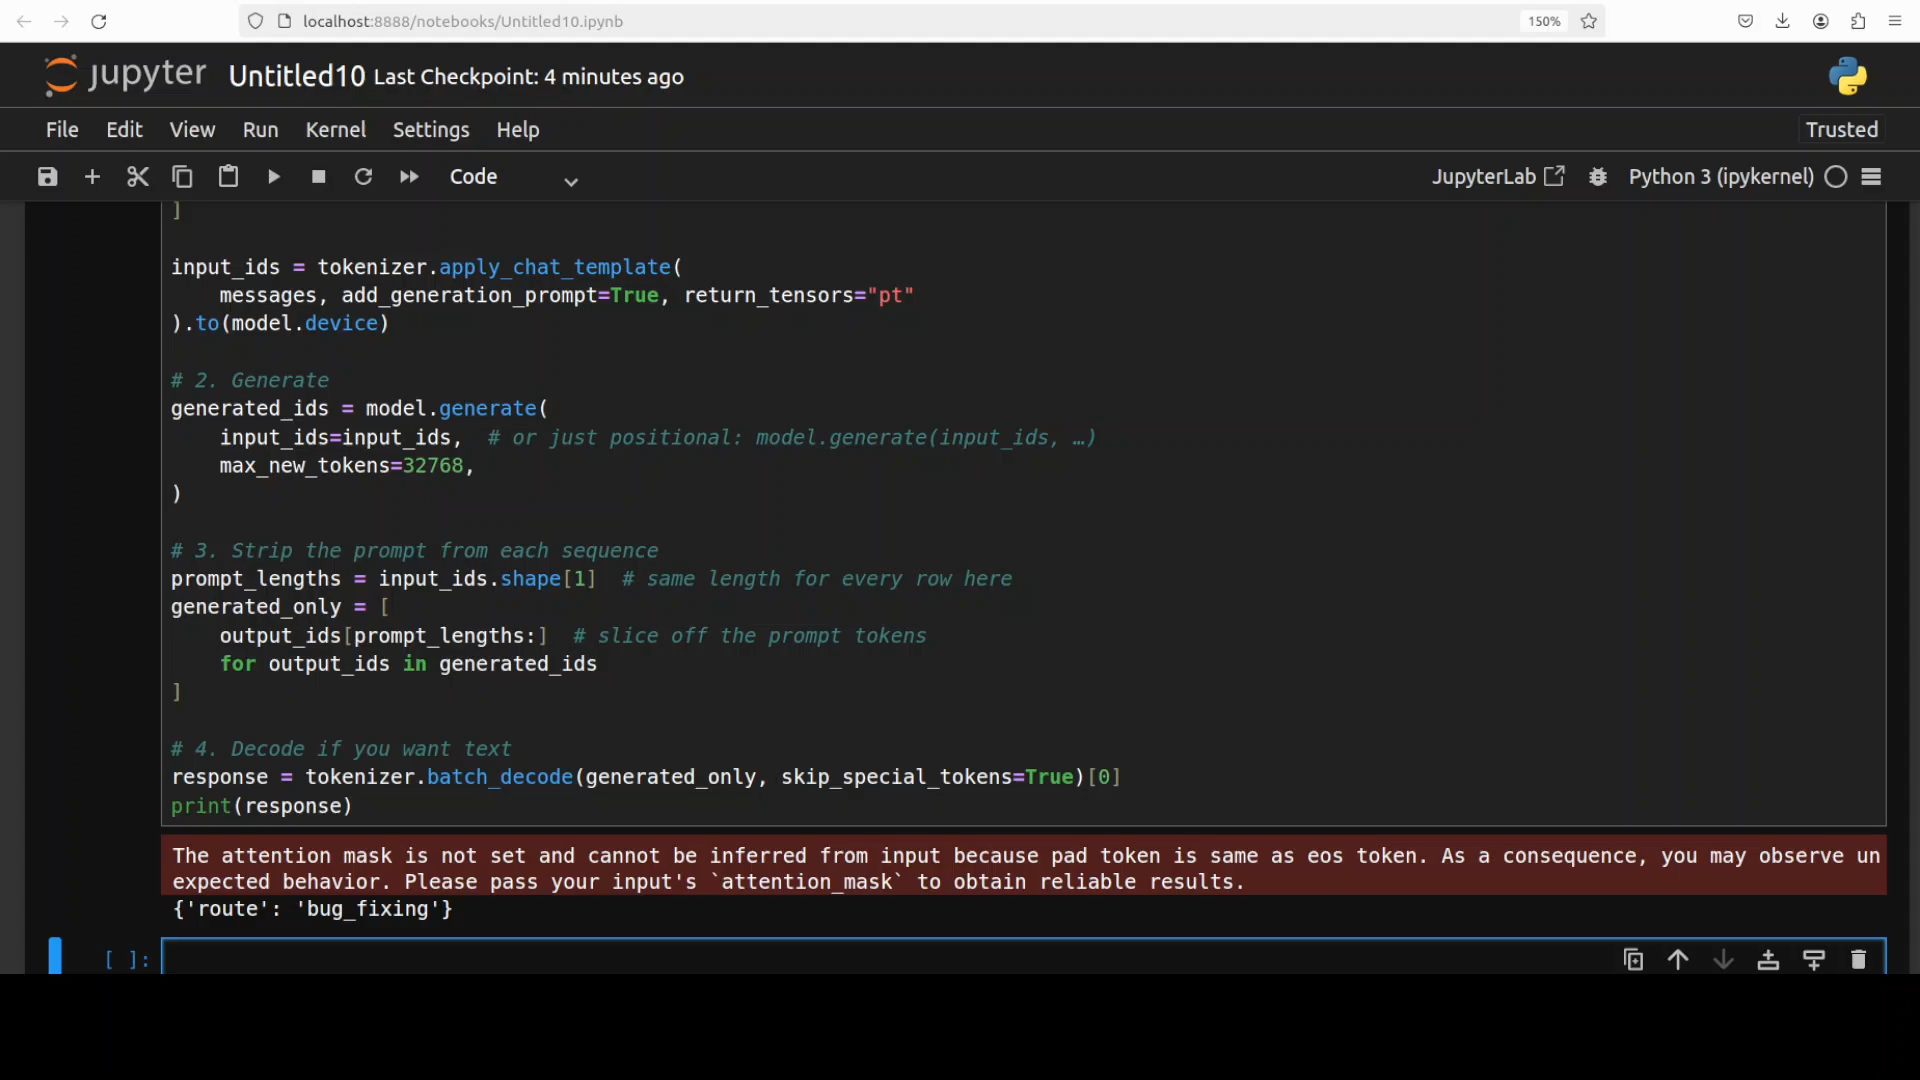 localhost:8888/notebooks/Untitled10.ipynb
150%
jupyter Untitled10 Last Checkpoint: 4 minutes ago
File Edit View Run Kernel Settings Help
Trusted
Code
JupyterLab
Python 3 (ipykernel)
]
input_ids = tokenizer.apply_chat_template(
    messages, add_generation_prompt=True, return_tensors="pt"
).to(model.device)
# 2. Generate
generated_ids = model.generate(
    input_ids=input_ids,  # or just positional: model.generate(input_ids, …)
    max_new_tokens=32768,
)
# 3. Strip the prompt from each sequence
prompt_lengths = input_ids.shape[1]  # same length for every row here
generated_only = [
    output_ids[prompt_lengths:]  # slice off the prompt tokens
    for output_ids in generated_ids
]
# 4. Decode if you want text
response = tokenizer.batch_decode(generated_only, skip_special_tokens=True)[0]
print(response)
The attention mask is not set and cannot be inferred from input because pad token is same as eos token. As a consequence, you may observe un
expected behavior. Please pass your input's `attention_mask` to obtain reliable results.
{'route': 'bug_fixing'}
[ ]: